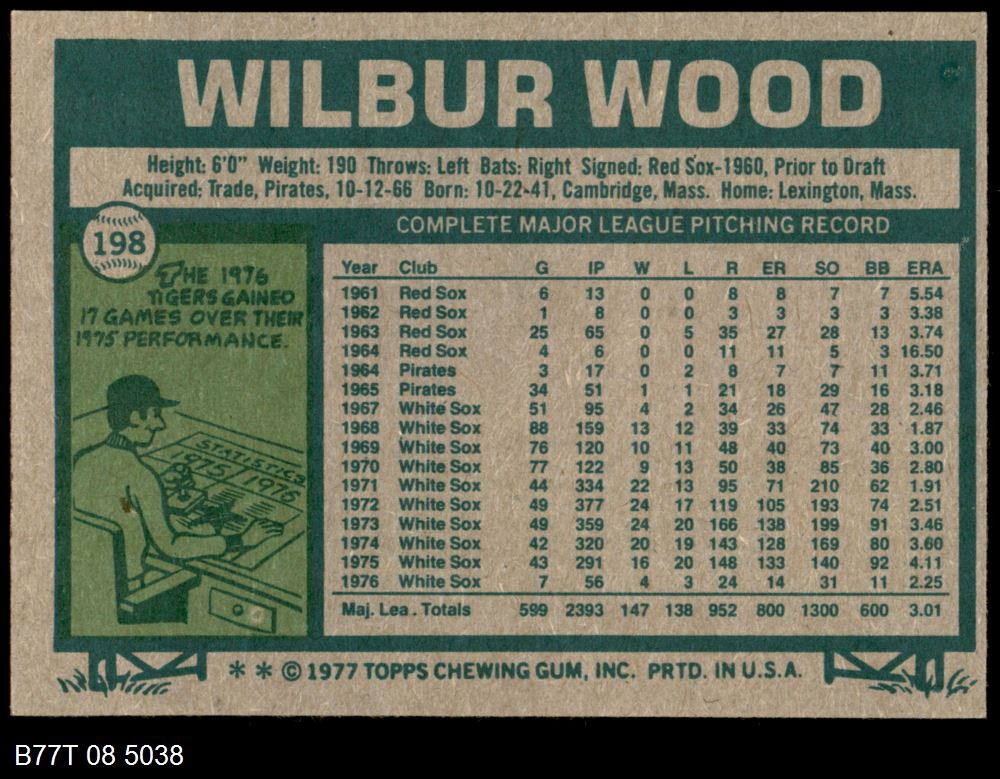 WILBUR WOOD
Height: 6'0" Weight: 190 Throws: Left Bats: Right Signed: Red Sox-1960, Prior to Draft
Acquired: Trade, Pirates, 10-12-66 Born: 10-22-41, Cambridge, Mass. Home: Lexington, Mass.
198
THE 1976
TIGERS GAINED
17 GAMES OVER THEIR
1975 PERFORMANCE.
STATISTICS
1975 1976
COMPLETE MAJOR LEAGUE PITCHING RECORD
Year Club G IP W L R ER SO BB ERA
1961 Red Sox 6 13 0 0 8 8 7 7 5.54
1962 Red Sox 1 8 0 0 3 3 3 3 3.38
1963 Red Sox 25 65 0 5 35 27 28 13 3.74
1964 Red Sox 4 6 0 0 11 11 5 3 16.50
1964 Pirates 3 17 0 2 8 7 7 11 3.71
1965 Pirates 34 51 1 1 21 18 29 16 3.18
1967 White Sox 51 95 4 2 34 26 47 28 2.46
1968 White Sox 88 159 13 12 39 33 74 33 1.87
1969 White Sox 76 120 10 11 48 40 73 40 3.00
1970 White Sox 77 122 9 13 50 38 85 36 2.80
1971 White Sox 44 334 22 13 95 71 210 62 1.91
1972 White Sox 49 377 24 17 119 105 193 74 2.51
1973 White Sox 49 359 24 20 166 138 199 91 3.46
1974 White Sox 42 320 20 19 143 128 169 80 3.60
1975 White Sox 43 291 16 20 148 133 140 92 4.11
1976 White Sox 7 56 4 3 24 14 31 11 2.25
Maj. Lea. Totals 599 2393 147 138 952 800 1300 600 3.01
* * © 1977 TOPPS CHEWING GUM, INC. PRTD. IN U.S.A.
B77T 08 5038